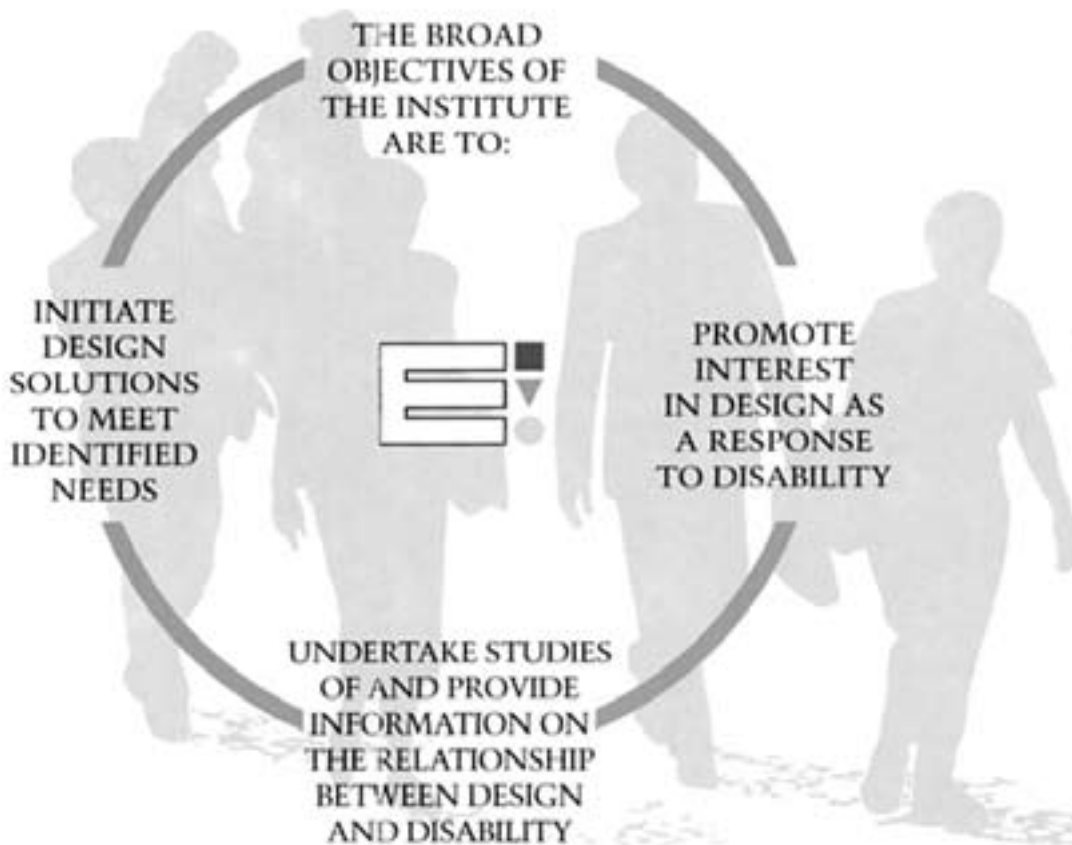 THE BROAD
OBJECTIVES OF
THE INSTITUTE
ARE TO:
INITIATE
DESIGN
SOLUTIONS
TO MEET
IDENTIFIED
NEEDS
PROMOTE
INTEREST
IN DESIGN AS
A RESPONSE
TO DISABILITY
UNDERTAKE STUDIES
OF AND PROVIDE
INFORMATION ON
THE RELATIONSHIP
BETWEEN DESIGN
AND DISABILITY
E